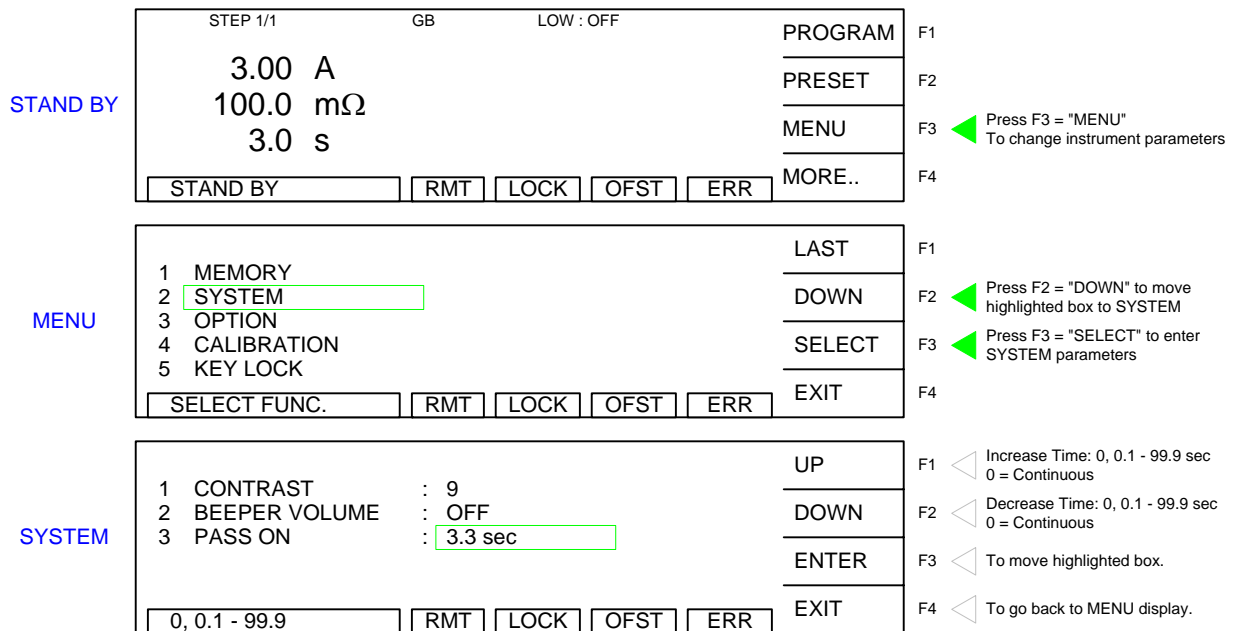 STEP 1/1 GB LOW : OFF
3.00 A
100.0 mΩ
3.0 s
STAND BY
STAND BY RMT LOCK OFST ERR
PROGRAM F1
PRESET F2
MENU F3
Press F3 = "MENU"
To change instrument parameters
MORE.. F4
MENU
1 MEMORY
2 SYSTEM
3 OPTION
4 CALIBRATION
5 KEY LOCK
SELECT FUNC. RMT LOCK OFST ERR
LAST F1
DOWN F2
Press F2 = "DOWN" to move
highlighted box to SYSTEM
SELECT F3
Press F3 = "SELECT" to enter
SYSTEM parameters
EXIT F4
SYSTEM
1 CONTRAST : 9
2 BEEPER VOLUME : OFF
3 PASS ON : 3.3 sec
0, 0.1 - 99.9 RMT LOCK OFST ERR
UP F1
Increase Time: 0, 0.1 - 99.9 sec
0 = Continuous
DOWN F2
Decrease Time: 0, 0.1 - 99.9 sec
0 = Continuous
ENTER F3
To move highlighted box.
EXIT F4
To go back to MENU display.